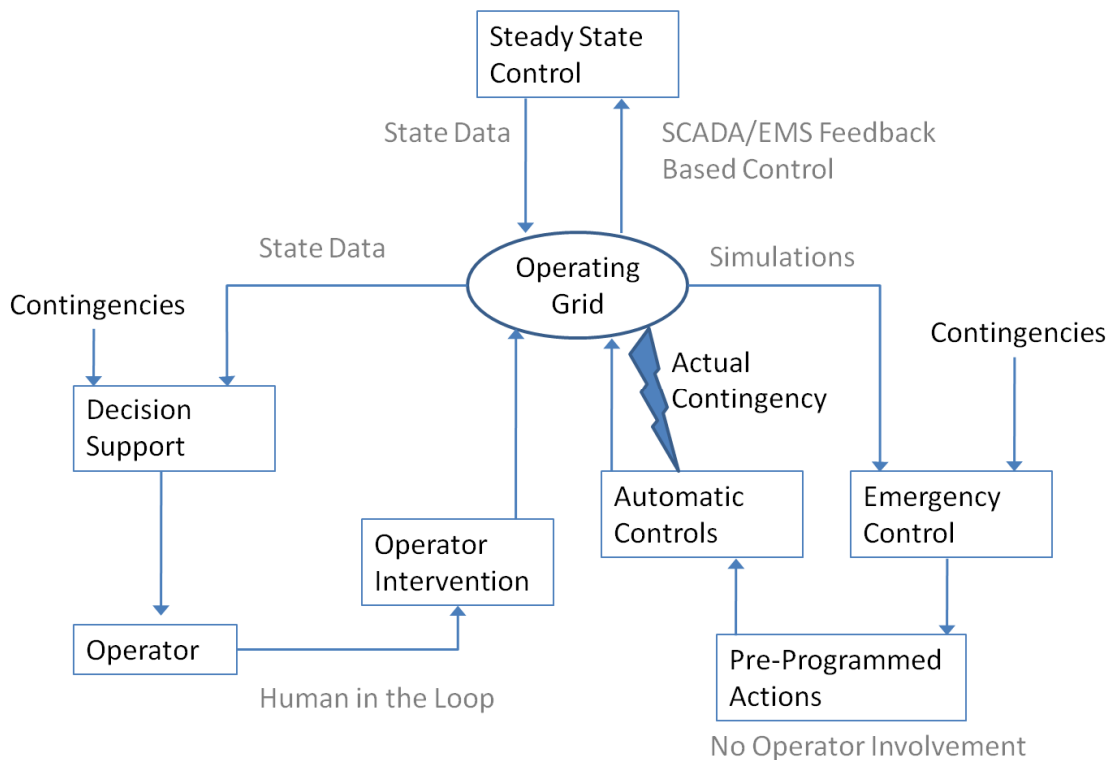 Steady State
Control
State Data
SCADA/EMS Feedback
Based Control
State Data
Operating
Grid
Simulations
Contingencies
Contingencies
Actual
Contingency
Decision
Support
Automatic
Controls
Emergency
Control
Operator
Intervention
Operator
Pre-Programmed
Actions
Human in the Loop
No Operator Involvement